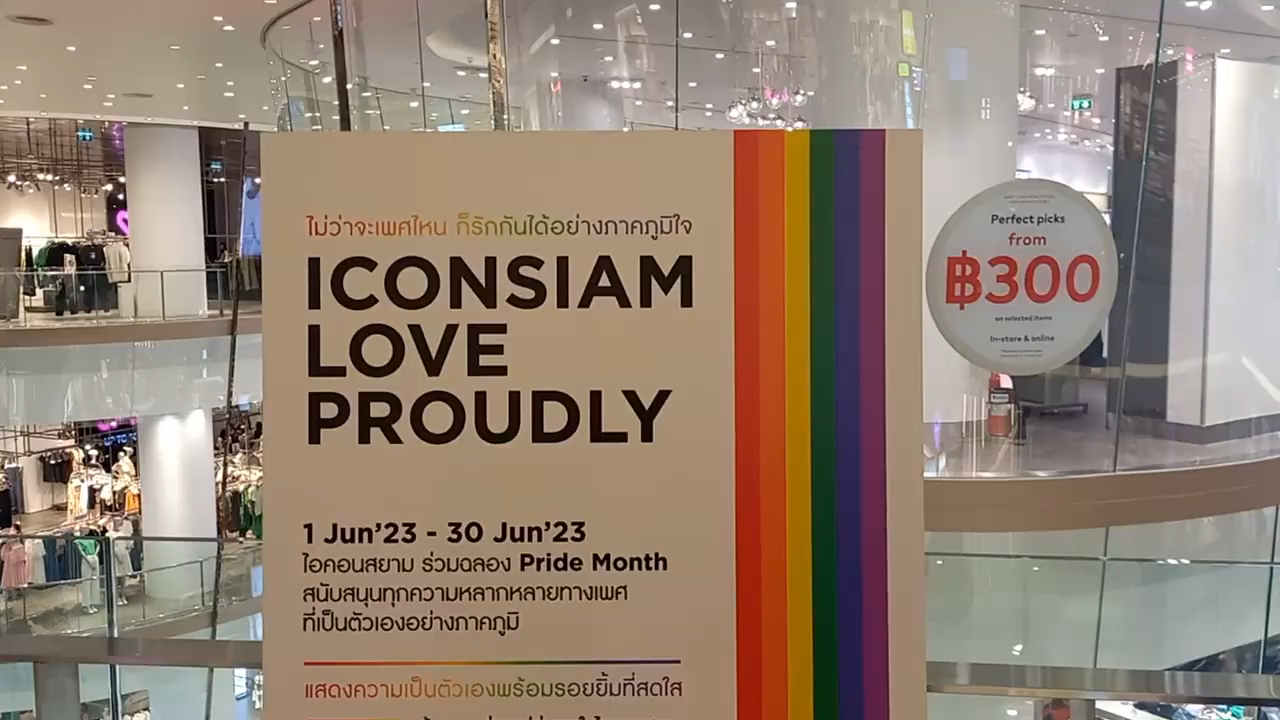 ไม่ว่าจะเพศไหน ก็รักกันได้อย่างภาคภูมิใจ
ICONSIAM
LOVE
PROUDLY
1 Jun’23 - 30 Jun’23
ไอคอนสยาม ร่วมฉลอง Pride Month
สนับสนุนทุกความหลากหลายทางเพศ
ที่เป็นตัวเองอย่างภาคภูมิ
แสดงความเป็นตัวเองพร้อมรอยยิ้มที่สดใส
Perfect picks
from
฿300
on selected items
In-store & online